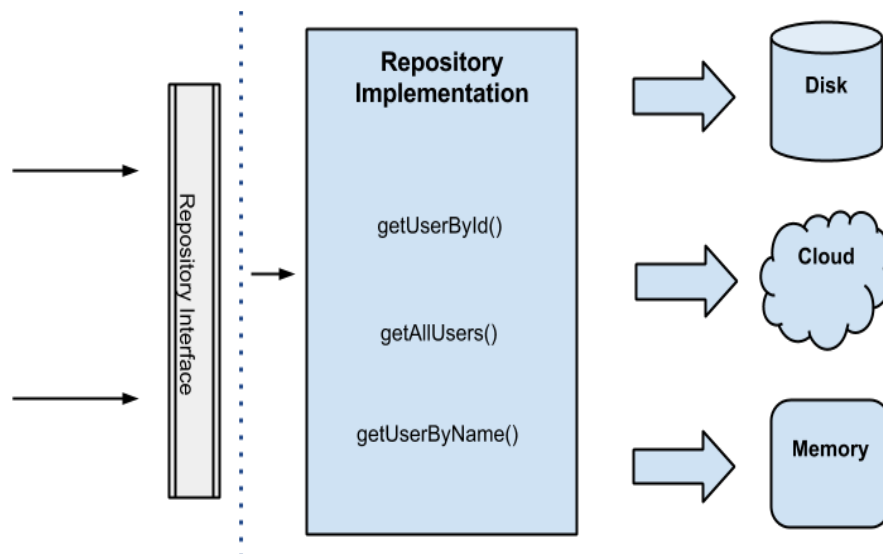 Repository Interface
Repository
Implementation
getUserById()
getAllUsers()
getUserByName()
Disk
Cloud
Memory